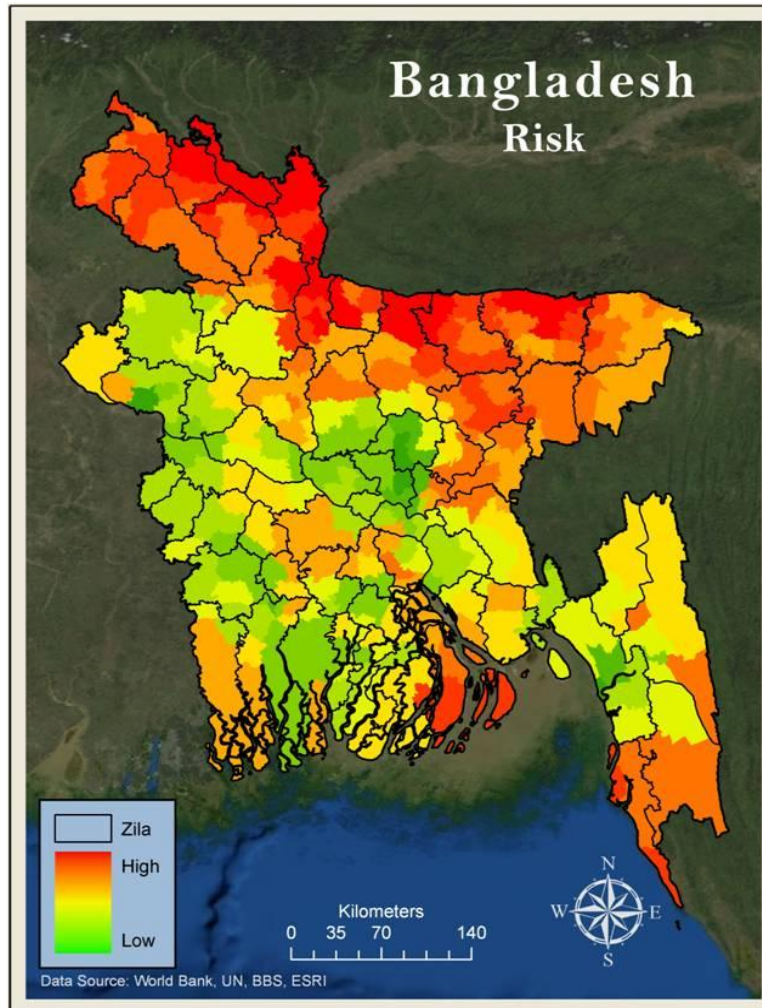 Bangladesh
Risk
Zila
High
Low
Kilometers
0 35 70 140
N
W E
S
Data Source: World Bank, UN, BBS, ESRI